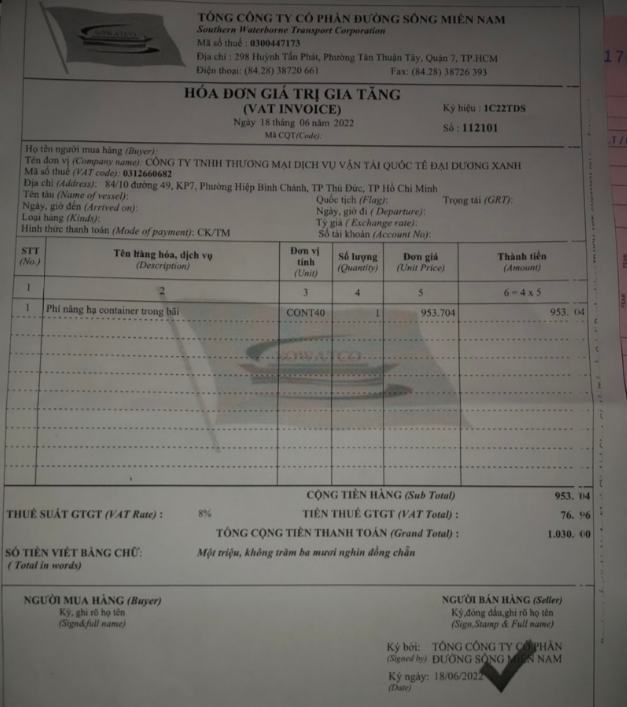 SOWATCO
TỔNG CÔNG TY CỔ PHẦN ĐƯỜNG SÔNG MIỀN NAM
Southern Waterborne Transport Corporation
Mã số thuế : 0300447173
Địa chỉ : 298 Huỳnh Tấn Phát, Phường Tân Thuận Tây, Quận 7, TP.HCM
Điện thoại: (84.28) 38720 661 Fax: (84.28) 38726 393
HÓA ĐƠN GIÁ TRỊ GIA TĂNG
(VAT INVOICE)
Ký hiệu : 1C22TDS
Ngày 18 tháng 06 năm 2022
Số : 112101
Mã CQT(Code):
Họ tên người mua hàng (Buyer):
Tên đơn vị (Company name): CÔNG TY TNHH THƯƠNG MẠI DỊCH VỤ VẬN TẢI QUỐC TẾ ĐẠI DƯƠNG XANH
Mã số thuế (VAT code): 0312660682
Địa chỉ (Address): 84/10 đường 49, KP7, Phường Hiệp Bình Chánh, TP Thủ Đức, TP Hồ Chí Minh
Tên tàu (Name of vessel): Quốc tịch (Flag): Trọng tải (GRT):
Ngày, giờ đến (Arrived on): Ngày, giờ đi ( Departure):
Loại hàng (Kinds): Tỷ giá ( Exchange rate):
Hình thức thanh toán (Mode of payment): CK/TM Số tài khoản (Account No):
STT (No.) Tên hàng hóa, dịch vụ (Description) Đơn vị tính (Unit) Số lượng (Quantity) Đơn giá (Unit Price) Thành tiền (Amount)
1 2 3 4 5 6 = 4 x 5
1 Phí nâng hạ container trong bãi CONT40 1 953.704 953. 04
SOWATCO
CỘNG TIỀN HÀNG (Sub Total) 953. 04
THUẾ SUẤT GTGT (VAT Rate) : 8% TIỀN THUẾ GTGT (VAT Total) : 76. 96
TỔNG CỘNG TIỀN THANH TOÁN (Grand Total) : 1.030. 00
SỐ TIỀN VIẾT BẰNG CHỮ: Một triệu, không trăm ba mươi nghìn đồng chẵn
( Total in words)
NGƯỜI MUA HÀNG (Buyer) NGƯỜI BÁN HÀNG (Seller)
Ký, ghi rõ họ tên Ký,đóng dấu,ghi rõ họ tên
(Sign&full name) (Sign,Stamp & Full name)
Ký bởi: TỔNG CÔNG TY CỔ PHẦN
(Signed by) ĐƯỜNG SÔNG MIỀN NAM
Ký ngày: 18/06/2022
(Date)